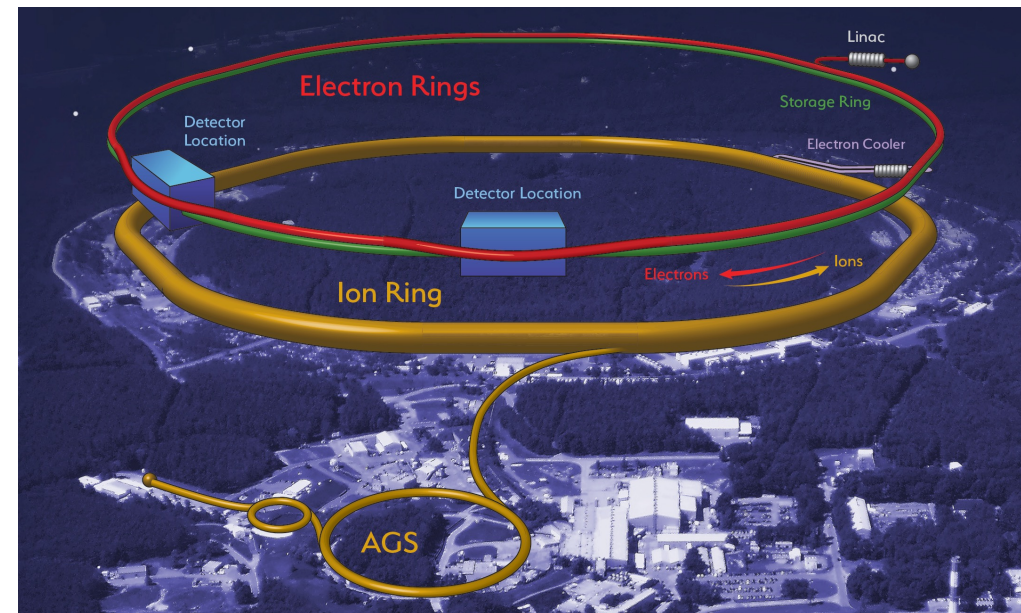 Linac
Electron Rings
Storage Ring
Detector
Location
Electron Cooler
Detector Location
Electrons
Ions
Ion Ring
AGS